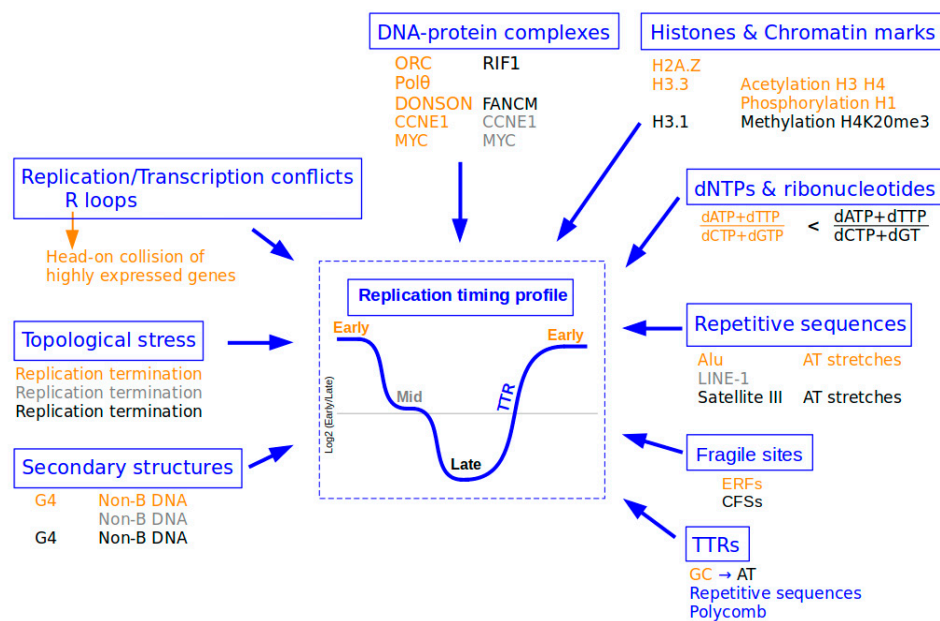 DNA-protein complexes
ORC RIF1
Polθ
DONSON FANCM
CCNE1 CCNE1
MYC MYC
Histones & Chromatin marks
H2A.Z
H3.3 Acetylation H3 H4
Phosphorylation H1
H3.1 Methylation H4K20me3
Replication/Transcription conflicts
R loops
Head-on collision of
highly expressed genes
dNTPs & ribonucleotides
dATP+dTTP < dATP+dTTP
dCTP+dGTP dCTP+dGT
Topological stress
Replication termination
Replication termination
Replication termination
Replication timing profile
Early Early
Mid
TTR
Late
Log2 (Early/Late)
Repetitive sequences
Alu AT stretches
LINE-1
Satellite III AT stretches
Secondary structures
G4 Non-B DNA
Non-B DNA
G4 Non-B DNA
Fragile sites
ERFs
CFSs
TTRs
GC → AT
Repetitive sequences
Polycomb